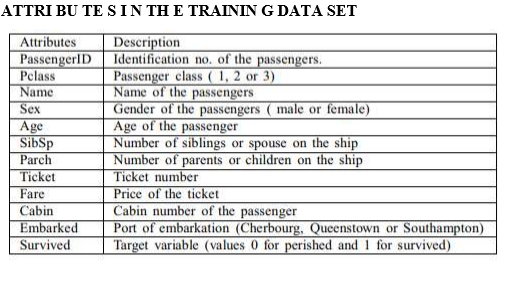 ATTRI BU TE S I N TH E TRAININ G DATA SET
Attributes Description
PassengerID Identification no. of the passengers.
Pclass Passenger class ( 1, 2 or 3)
Name Name of the passengers
Sex Gender of the passengers ( male or female)
Age Age of the passenger
SibSp Number of siblings or spouse on the ship
Parch Number of parents or children on the ship
Ticket Ticket number
Fare Price of the ticket
Cabin Cabin number of the passenger
Embarked Port of embarkation (Cherbourg, Queenstown or Southampton)
Survived Target variable (values 0 for perished and 1 for survived)